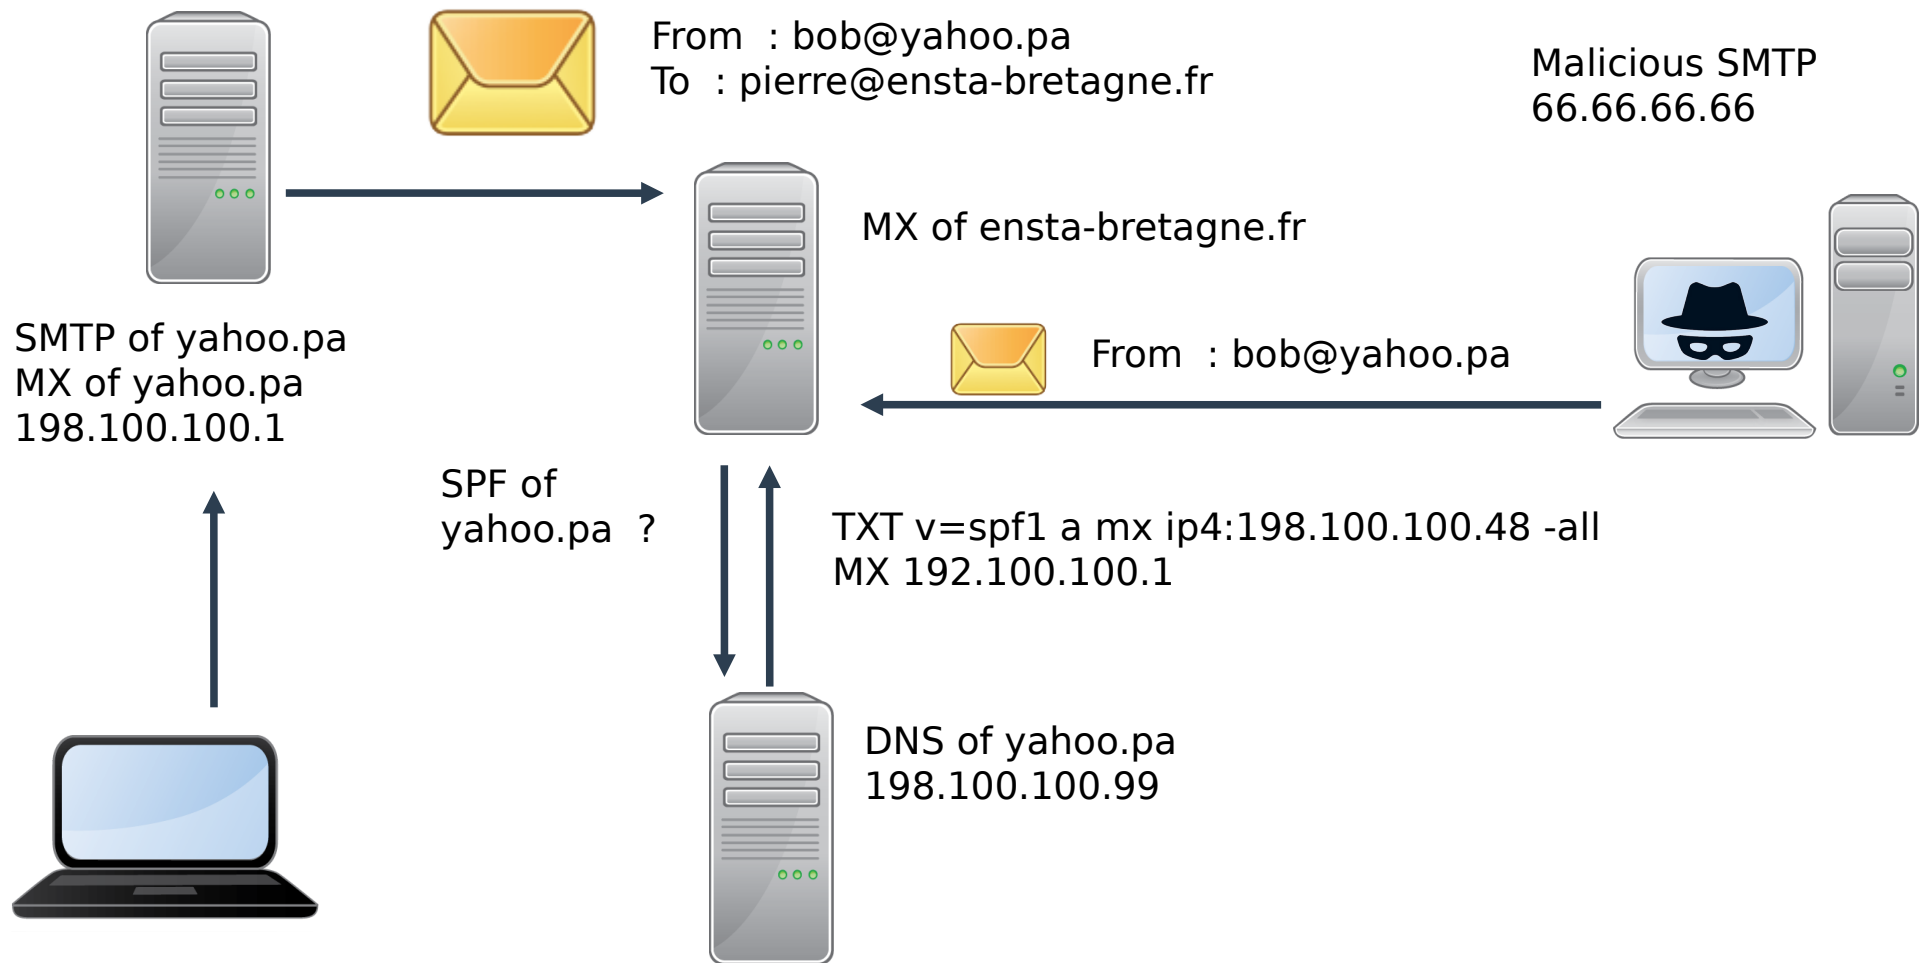 From : bob@yahoo.pa
To : pierre@ensta-bretagne.fr
Malicious SMTP
66.66.66.66
MX of ensta-bretagne.fr
SMTP of yahoo.pa
MX of yahoo.pa
198.100.100.1
From : bob@yahoo.pa
SPF of
yahoo.pa ?
TXT v=spf1 a mx ip4:198.100.100.48 -all
MX 192.100.100.1
DNS of yahoo.pa
198.100.100.99